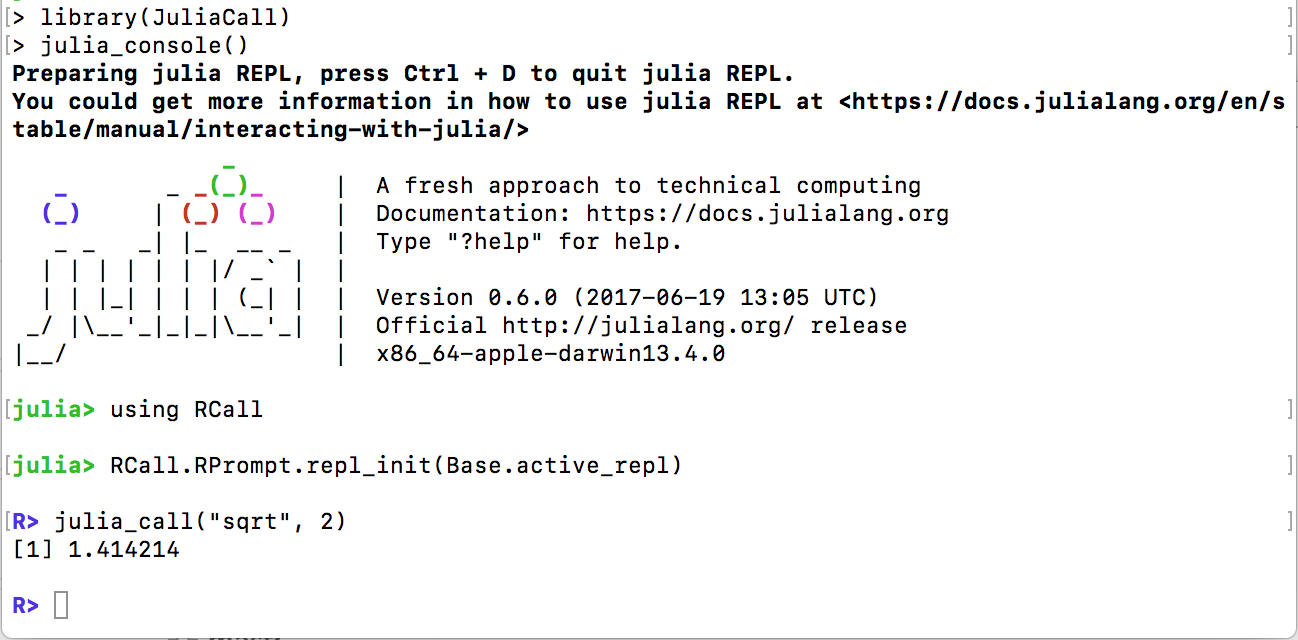 [> library(JuliaCall) ]
[> julia_console() ]
Preparing julia REPL, press Ctrl + D to quit julia REPL.
You could get more information in how to use julia REPL at <https://docs.julialang.org/en/s
table/manual/interacting-with-julia/>
               _
   _       _ _(_)_     |  A fresh approach to technical computing
  (_)     | (_) (_)    |  Documentation: https://docs.julialang.org
   _ _   _| |_  __ _   |  Type "?help" for help.
  | | | | | | |/ _` |  |
  | | |_| | | | (_| |  |  Version 0.6.0 (2017-06-19 13:05 UTC)
 _/ |\__'_|_|_|\__'_|  |  Official http://julialang.org/ release
|__/                   |  x86_64-apple-darwin13.4.0
[julia> using RCall ]
[julia> RCall.RPrompt.repl_init(Base.active_repl) ]
[R> julia_call("sqrt", 2) ]
[1] 1.414214
R>